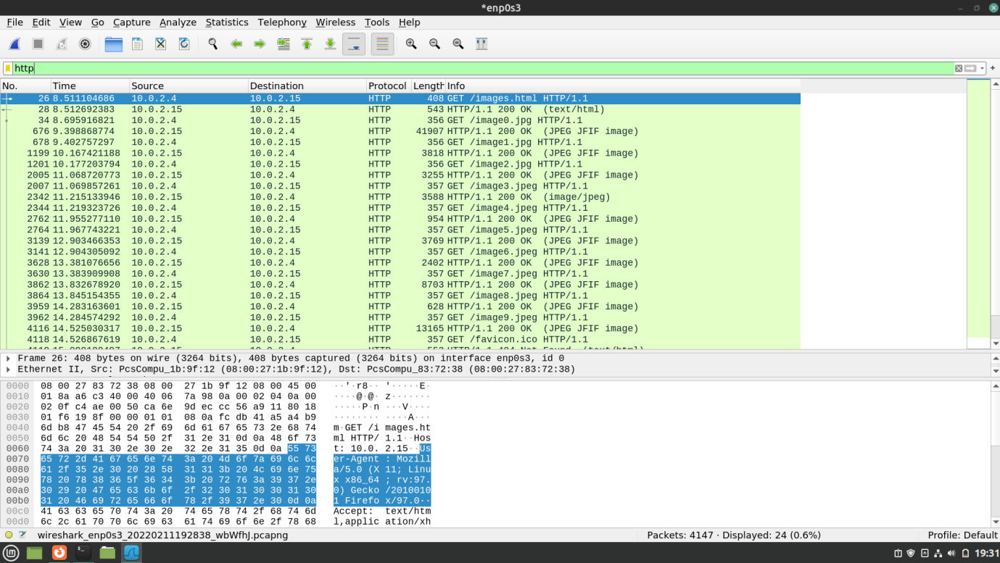 *enp0s3
File Edit View Go Capture Analyze Statistics Telephony Wireless Tools Help
http
No. Time Source Destination Protocol Length Info
26 8.511104686 10.0.2.4 10.0.2.15 HTTP 408 GET /images.html HTTP/1.1
28 8.512692383 10.0.2.15 10.0.2.4 HTTP 543 HTTP/1.1 200 OK (text/html)
34 8.695916821 10.0.2.4 10.0.2.15 HTTP 356 GET /image0.jpg HTTP/1.1
676 9.398868774 10.0.2.15 10.0.2.4 HTTP 41907 HTTP/1.1 200 OK (JPEG JFIF image)
678 9.402757297 10.0.2.4 10.0.2.15 HTTP 356 GET /image1.jpg HTTP/1.1
1199 10.167421188 10.0.2.15 10.0.2.4 HTTP 3818 HTTP/1.1 200 OK (JPEG JFIF image)
1201 10.177203794 10.0.2.4 10.0.2.15 HTTP 356 GET /image2.jpg HTTP/1.1
2005 11.068720773 10.0.2.15 10.0.2.4 HTTP 3255 HTTP/1.1 200 OK (JPEG JFIF image)
2007 11.069857261 10.0.2.4 10.0.2.15 HTTP 357 GET /image3.jpeg HTTP/1.1
2342 11.215133946 10.0.2.15 10.0.2.4 HTTP 3588 HTTP/1.1 200 OK (image/jpeg)
2344 11.219323726 10.0.2.4 10.0.2.15 HTTP 357 GET /image4.jpeg HTTP/1.1
2762 11.955277110 10.0.2.15 10.0.2.4 HTTP 954 HTTP/1.1 200 OK (JPEG JFIF image)
2764 11.967743221 10.0.2.4 10.0.2.15 HTTP 357 GET /image5.jpeg HTTP/1.1
3139 12.903466353 10.0.2.15 10.0.2.4 HTTP 3769 HTTP/1.1 200 OK (JPEG JFIF image)
3141 12.904305092 10.0.2.4 10.0.2.15 HTTP 357 GET /image6.jpeg HTTP/1.1
3628 13.381076656 10.0.2.15 10.0.2.4 HTTP 2402 HTTP/1.1 200 OK (JPEG JFIF image)
3630 13.383909908 10.0.2.4 10.0.2.15 HTTP 357 GET /image7.jpeg HTTP/1.1
3862 13.832678920 10.0.2.15 10.0.2.4 HTTP 8703 HTTP/1.1 200 OK (JPEG JFIF image)
3864 13.845154355 10.0.2.4 10.0.2.15 HTTP 357 GET /image8.jpeg HTTP/1.1
3959 14.283163601 10.0.2.15 10.0.2.4 HTTP 628 HTTP/1.1 200 OK (JPEG JFIF image)
3962 14.284574292 10.0.2.4 10.0.2.15 HTTP 357 GET /image9.jpeg HTTP/1.1
4116 14.525030317 10.0.2.15 10.0.2.4 HTTP 13165 HTTP/1.1 200 OK (JPEG JFIF image)
4118 14.526867619 10.0.2.4 10.0.2.15 HTTP 357 GET /favicon.ico HTTP/1.1
Frame 26: 408 bytes on wire (3264 bits), 408 bytes captured (3264 bits) on interface enp0s3, id 0
Ethernet II, Src: PcsCompu_1b:9f:12 (08:00:27:1b:9f:12), Dst: PcsCompu_83:72:38 (08:00:27:83:72:38)
0000 08 00 27 83 72 38 08 00 27 1b 9f 12 08 00 45 00 ··'·r8·· '·····E·
0010 01 8a a6 c3 40 00 40 06 7a 98 0a 00 02 04 0a 00 ····@·@· z·······
0020 02 0f c4 ae 00 50 ca 6e 9d ec cc 56 a9 11 80 18 ·····P·n ···V····
0030 01 f6 19 8f 00 00 01 01 08 0a fc db 41 a5 a4 b9 ········ ····A···
0040 6d b8 47 45 54 20 2f 69 6d 61 67 65 73 2e 68 74 m·GET /i mages.ht
0050 6d 6c 20 48 54 54 50 2f 31 2e 31 0d 0a 48 6f 73 ml HTTP/ 1.1··Hos
0060 74 3a 20 31 30 2e 30 2e 32 2e 31 35 0d 0a 55 73 t: 10.0. 2.15··Us
0070 65 72 2d 41 67 65 6e 74 3a 20 4d 6f 7a 69 6c 6c er-Agent : Mozill
0080 61 2f 35 2e 30 20 28 58 31 31 3b 20 4c 69 6e 75 a/5.0 (X 11; Linu
0090 78 20 78 38 36 5f 36 34 3b 20 72 76 3a 39 37 2e x x86_64 ; rv:97.
00a0 30 29 20 47 65 63 6b 6f 2f 32 30 31 30 30 31 30 0) Gecko /2010010
00b0 31 20 46 69 72 65 66 6f 78 2f 39 37 2e 30 0d 0a 1 Firefo x/97.0··
00c0 41 63 63 65 70 74 3a 20 74 65 78 74 2f 68 74 6d Accept: text/htm
00d0 6c 2c 61 70 70 6c 69 63 61 74 69 6f 6e 2f 78 68 l,applic ation/xh
wireshark_enp0s3_20220211192838_wbWfhJ.pcapng Packets: 4147 · Displayed: 24 (0.6%) Profile: Default
19:31